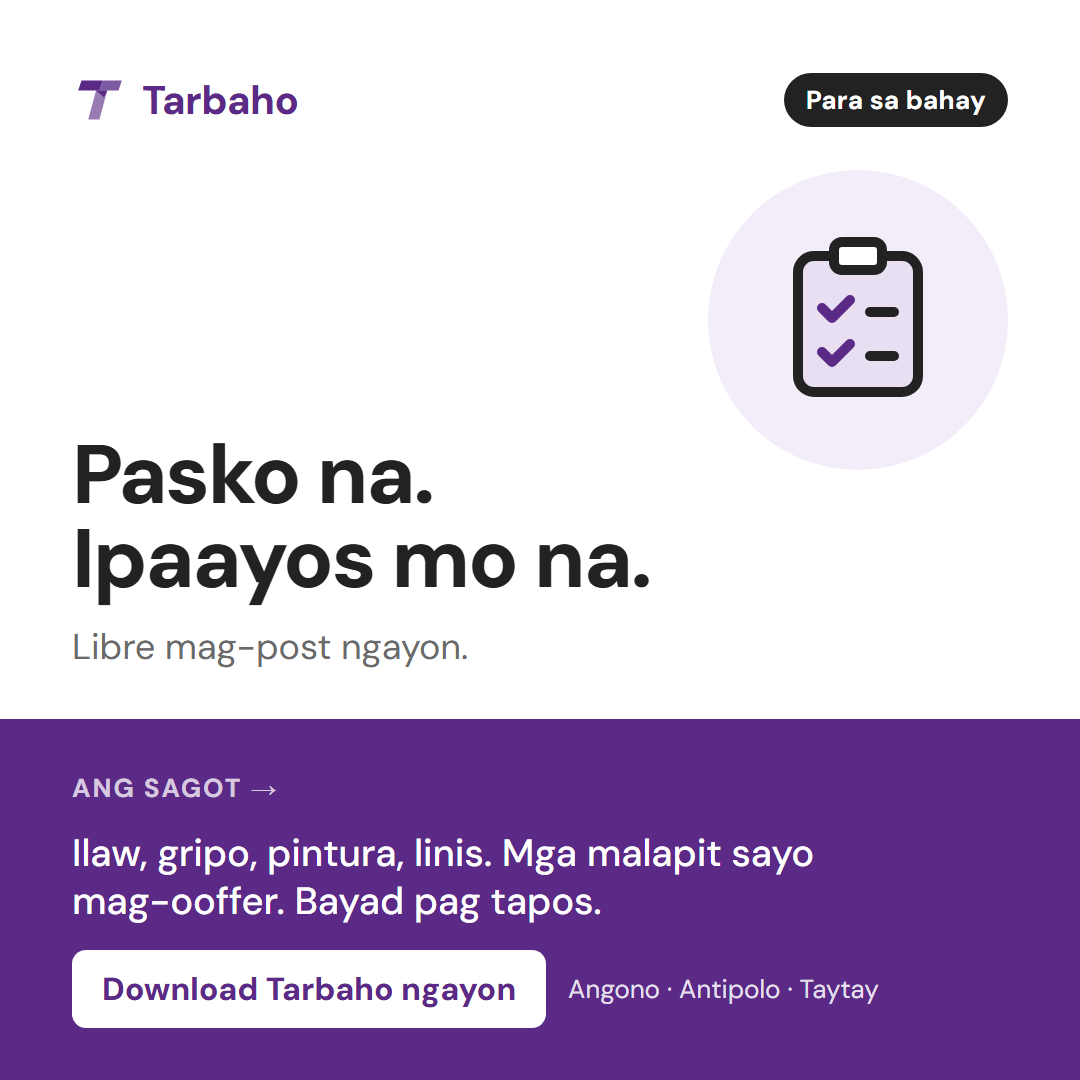 Tarbaho
Para sa bahay
Pasko na.
Ipaayos mo na.
Libre mag-post ngayon.
ANG SAGOT →
Ilaw, gripo, pintura, linis. Mga malapit sayo
mag-ooffer. Bayad pag tapos.
Download Tarbaho ngayon
Angono · Antipolo · Taytay